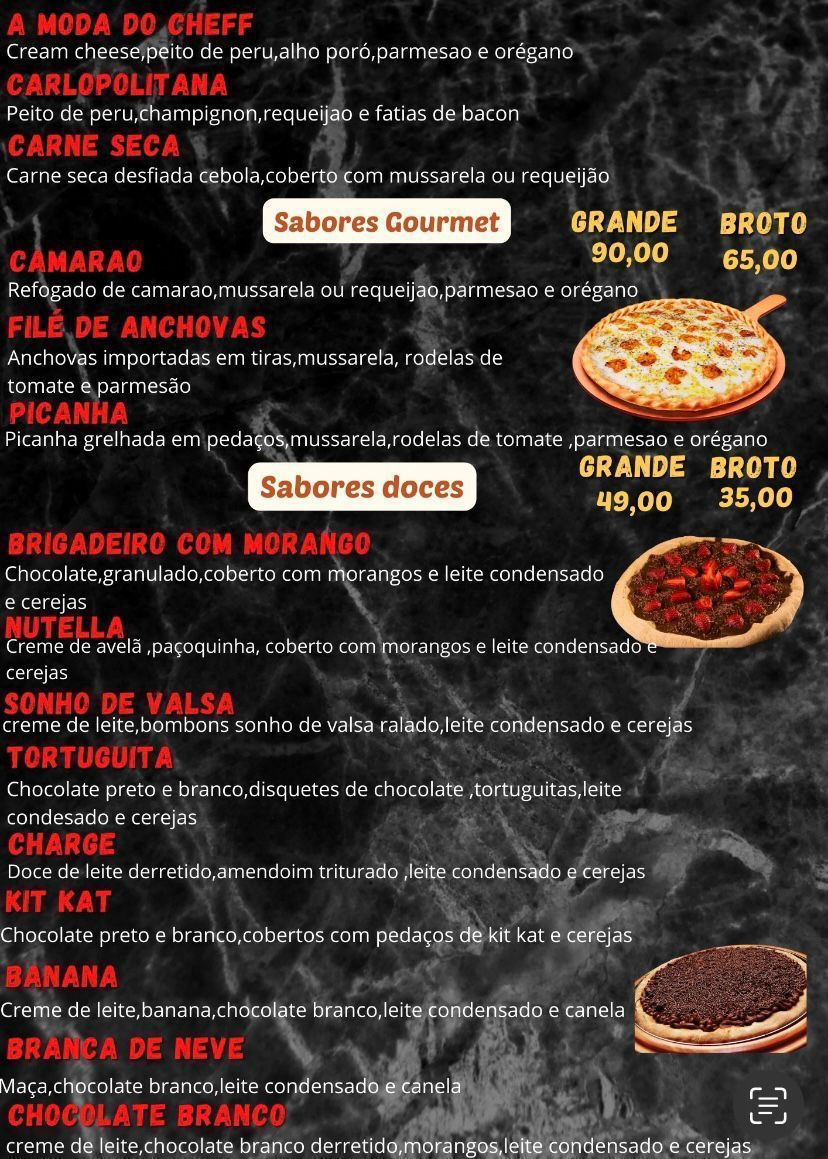 A MODA DO CHEFF
Cream cheese,peito de peru,alho poró,parmesao e orégano
CARLOPOLITANA
Peito de peru,champignon,requeijao e fatias de bacon
CARNE SECA
Carne seca desfiada cebola,coberto com mussarela ou requeijão
Sabores Gourmet
GRANDE BROTO
90,00 65,00
CAMARAO
Refogado de camarao,mussarela ou requeijao,parmesao e orégano
FILÉ DE ANCHOVAS
Anchovas importadas em tiras,mussarela, rodelas de
tomate e parmesão
PICANHA
Picanha grelhada em pedaços,mussarela,rodelas de tomate ,parmesao e orégano
Sabores doces
GRANDE BROTO
49,00 35,00
BRIGADEIRO COM MORANGO
Chocolate,granulado,coberto com morangos e leite condensado
e cerejas
NUTELLA
Creme de avelã ,paçoquinha, coberto com morangos e leite condensado e
cerejas
SONHO DE VALSA
creme de leite,bombons sonho de valsa ralado,leite condensado e cerejas
TORTUGUITA
Chocolate preto e branco,disquetes de chocolate ,tortuguitas,leite
condesado e cerejas
CHARGE
Doce de leite derretido,amendoim triturado ,leite condensado e cerejas
KIT KAT
Chocolate preto e branco,cobertos com pedaços de kit kat e cerejas
BANANA
Creme de leite,banana,chocolate branco,leite condensado e canela
BRANCA DE NEVE
Maça,chocolate branco,leite condensado e canela
CHOCOLATE BRANCO
creme de leite,chocolate branco derretido,morangos,leite condensado e cerejas